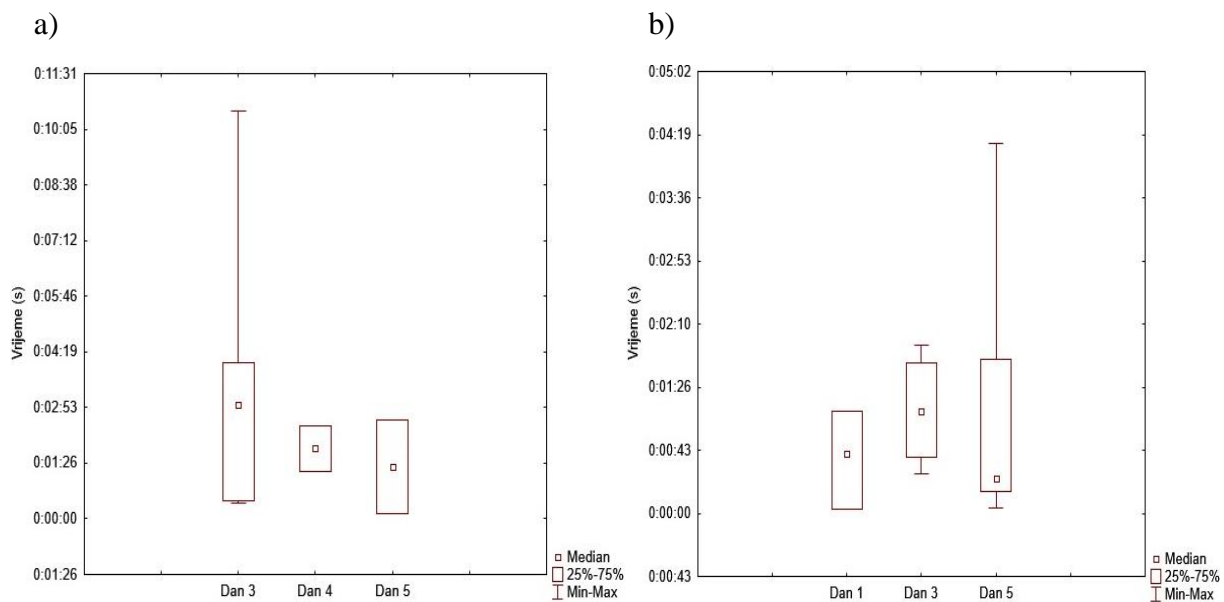 a)
0:11:31
0:10:05
0:08:38
0:07:12
0:05:46
0:04:19
0:02:53
0:01:26
0:00:00
0:01:26
Vrijeme (s)
Dan 3 Dan 4 Dan 5
Median
25%-75%
Min-Max
b)
0:05:02
0:04:19
0:03:36
0:02:53
0:02:10
0:01:26
0:00:43
0:00:00
0:00:43
Vrijeme (s)
Dan 1 Dan 3 Dan 5
Median
25%-75%
Min-Max